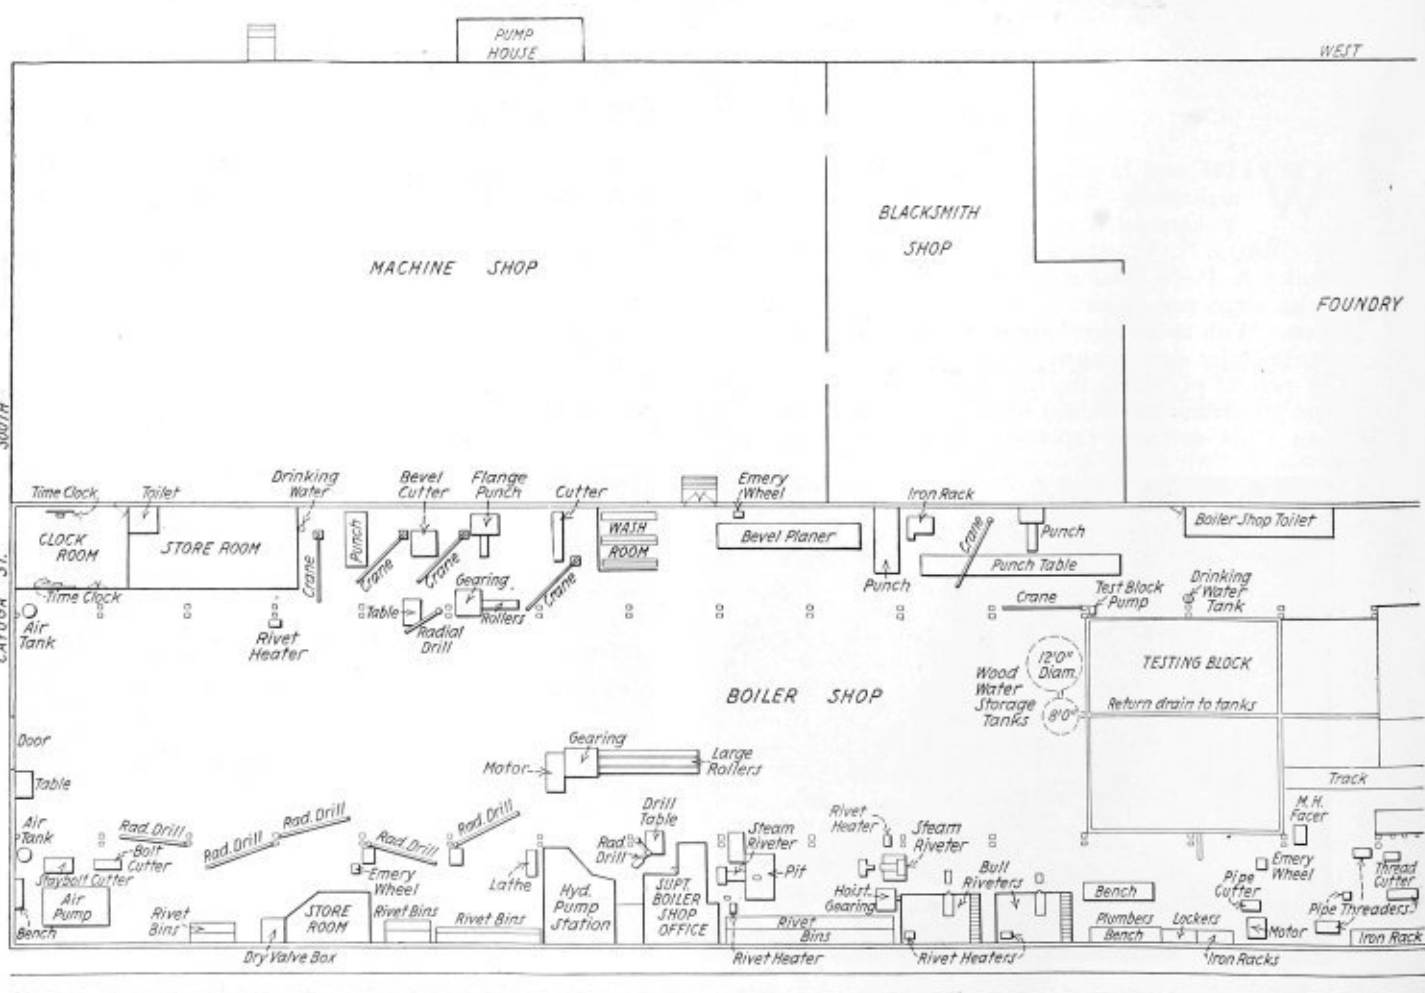 PUMP
HOUSE
WEST
MACHINE SHOP
BLACKSMITH
SHOP
FOUNDRY
SOUTH
CAYUGA ST.
Time Clock
Toilet
Drinking
Water
Bevel
Cutter
Flange
Punch
Cutter
Emery
Wheel
Iron Rack
CLOCK
ROOM
STORE ROOM
Crane
Punch
Crane
Crane
Crane
WASH
ROOM
Bevel Planer
Punch
Crane
Punch
Punch Table
Boiler Shop Toilet
Time Clock
Air
Tank
Rivet
Heater
Table
Radial
Drill
Gearing
Rollers
Crane
Test Block
Pump
Drinking
Water
Tank
Wood
Water
Storage
Tanks
12'0"
Diam.
8'0"
TESTING BLOCK
Return drain to tanks
BOILER SHOP
Door
Table
Motor
Gearing
Large
Rollers
Track
Air
Tank
Rad. Drill
Bolt
Cutter
Staybolt Cutter
Air
Pump
Bench
Rad. Drill
Rad. Drill
Rad. Drill
Rad. Drill
Emery
Wheel
Lathe
Rivet
Bins
Dry Valve Box
STORE
ROOM
Rivet Bins
Rivet Bins
Hyd.
Pump
Station
Drill
Table
Rad.
Drill
SUPT.
BOILER
SHOP
OFFICE
Steam
Riveter
Pit
Rivet
Bins
Rivet Heater
Rivet
Heater
Steam
Riveter
Hoist.
Gearing
Bull
Riveters
Rivet Heaters
Bench
Plumbers
Bench
Lockers
Iron Racks
M.H.
Facer
Emery
Wheel
Pipe
Cutter
Motor
Thread
Cutter
Pipe Threaders
Iron Rack